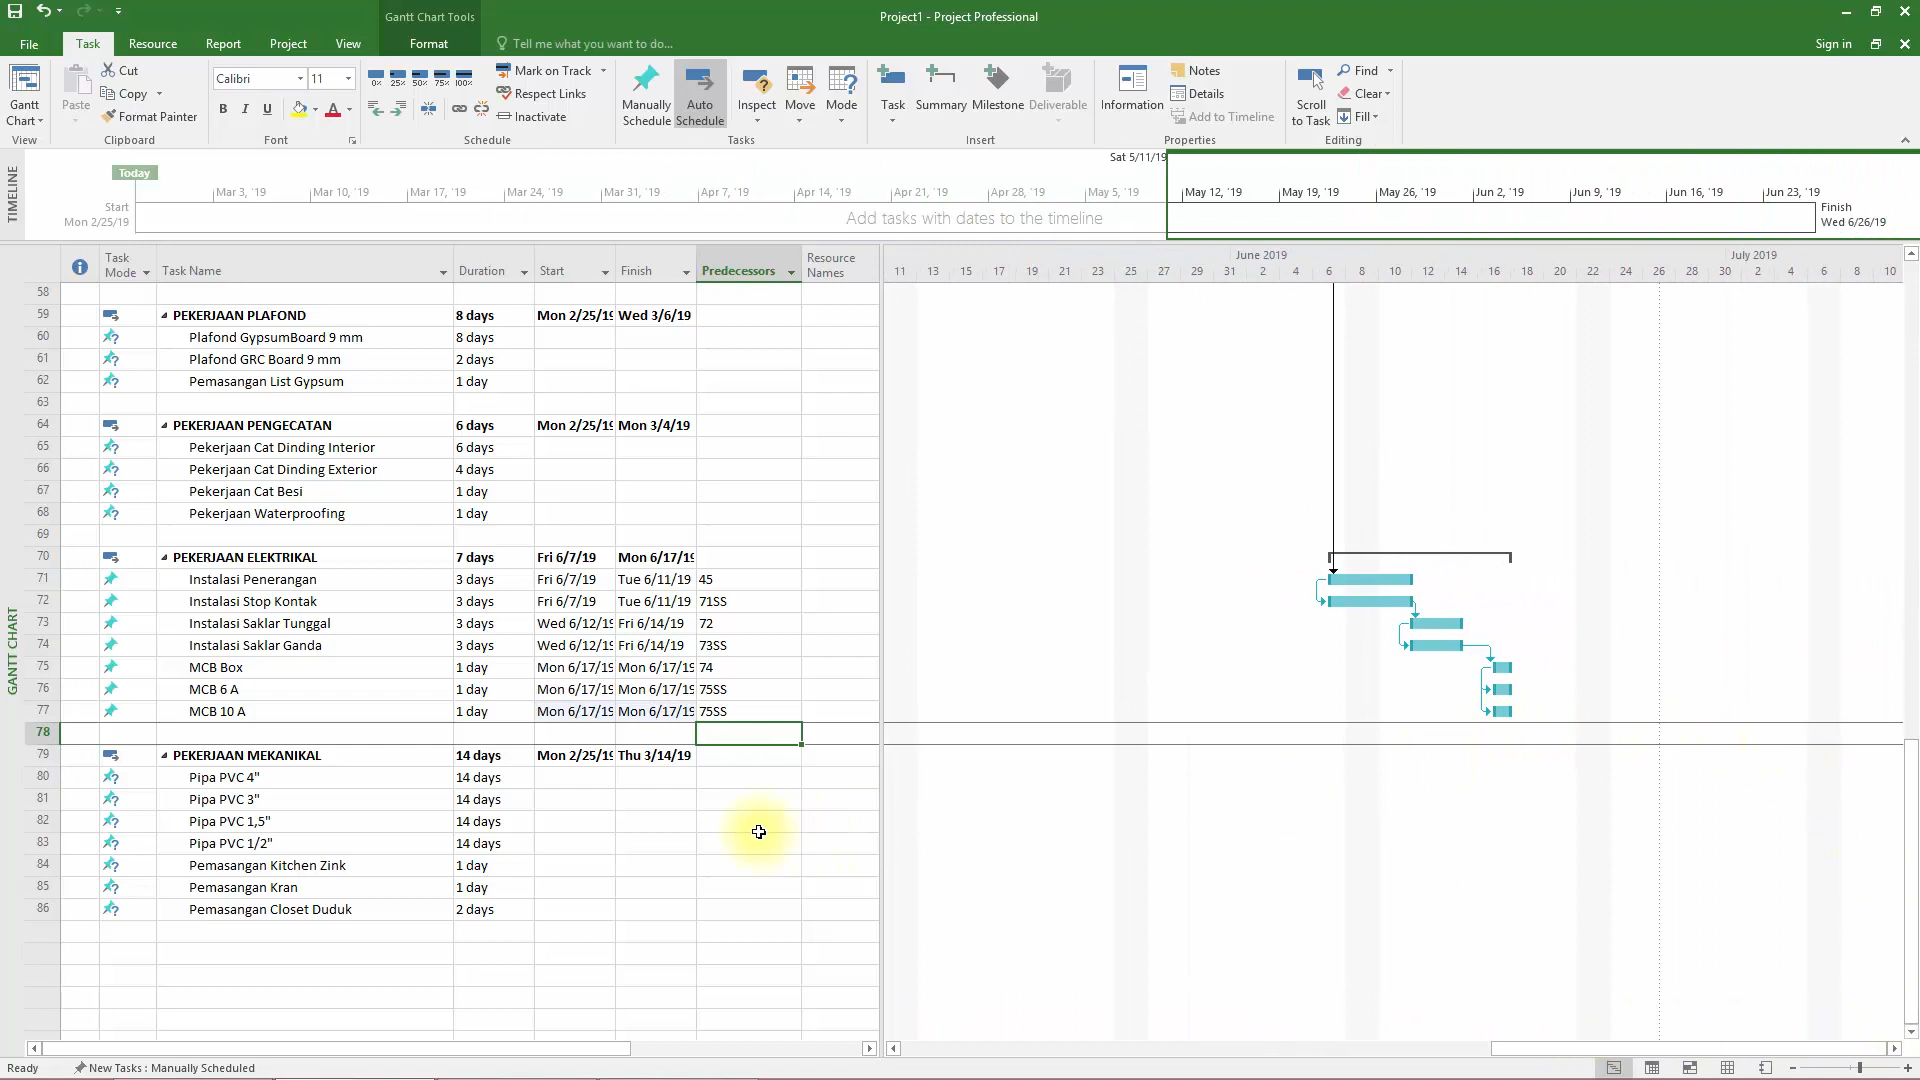 Gantt Chart Tools
Project1 - Project Professional
File Task Resource Report Project View Format Tell me what you want to do... Sign in
Gantt Chart
View
Paste
Cut
Copy
Format Painter
Clipboard
Calibri 11
B I U A
Font
0% 25% 50% 75% 100%
Mark on Track
Respect Links
Inactivate
Schedule
Manually Schedule
Auto Schedule
Inspect
Move
Mode
Tasks
Task
Summary
Milestone
Deliverable
Insert
Information
Notes
Details
Add to Timeline
Properties
Scroll to Task
Find
Clear
Fill
Editing
TIMELINE
Today
Sat 5/11/19
Mar 3, '19 Mar 10, '19 Mar 17, '19 Mar 24, '19 Mar 31, '19 Apr 7, '19 Apr 14, '19 Apr 21, '19 Apr 28, '19 May 5, '19 May 12, '19 May 19, '19 May 26, '19 Jun 2, '19 Jun 9, '19 Jun 16, '19 Jun 23, '19
Start
Mon 2/25/19
Add tasks with dates to the timeline
Finish
Wed 6/26/19
GANTT CHART
Task Mode Task Name Duration Start Finish Predecessors Resource Names
June 2019 July 2019
11 13 15 17 19 21 23 25 27 29 31 2 4 6 8 10 12 14 16 18 20 22 24 26 28 30 2 4 6 8 10
58
59 PEKERJAAN PLAFOND 8 days Mon 2/25/19 Wed 3/6/19
60 Plafond GypsumBoard 9 mm 8 days
61 Plafond GRC Board 9 mm 2 days
62 Pemasangan List Gypsum 1 day
63
64 PEKERJAAN PENGECATAN 6 days Mon 2/25/19 Mon 3/4/19
65 Pekerjaan Cat Dinding Interior 6 days
66 Pekerjaan Cat Dinding Exterior 4 days
67 Pekerjaan Cat Besi 1 day
68 Pekerjaan Waterproofing 1 day
69
70 PEKERJAAN ELEKTRIKAL 7 days Fri 6/7/19 Mon 6/17/19
71 Instalasi Penerangan 3 days Fri 6/7/19 Tue 6/11/19 45
72 Instalasi Stop Kontak 3 days Fri 6/7/19 Tue 6/11/19 71SS
73 Instalasi Saklar Tunggal 3 days Wed 6/12/19 Fri 6/14/19 72
74 Instalasi Saklar Ganda 3 days Wed 6/12/19 Fri 6/14/19 73SS
75 MCB Box 1 day Mon 6/17/19 Mon 6/17/19 74
76 MCB 6 A 1 day Mon 6/17/19 Mon 6/17/19 75SS
77 MCB 10 A 1 day Mon 6/17/19 Mon 6/17/19 75SS
78
79 PEKERJAAN MEKANIKAL 14 days Mon 2/25/19 Thu 3/14/19
80 Pipa PVC 4" 14 days
81 Pipa PVC 3" 14 days
82 Pipa PVC 1,5" 14 days
83 Pipa PVC 1/2" 14 days
84 Pemasangan Kitchen Zink 1 day
85 Pemasangan Kran 1 day
86 Pemasangan Closet Duduk 2 days
Ready New Tasks : Manually Scheduled